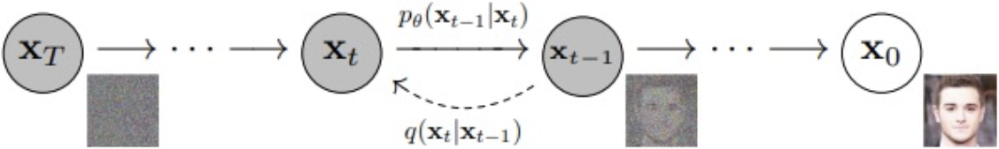 p_θ(x_{t−1}|x_t)
x_T ⟶ ⋯ ⟶ x_t ⟶ x_{t−1} ⟶ ⋯ ⟶ x_0
q(x_t|x_{t−1})